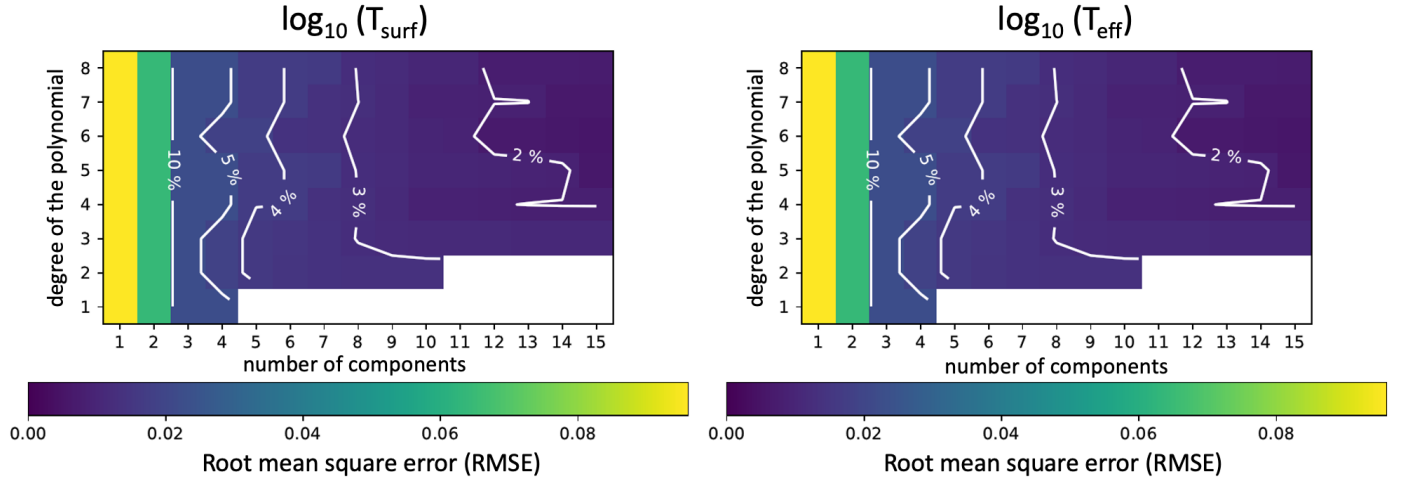 log10 (Tsurf)
degree of the polynomial
8
7
6
5
4
3
2
1
10 %
5 %
4 %
3 %
2 %
1 2 3 4 5 6 7 8 9 10 11 12 13 14 15
number of components
0.00 0.02 0.04 0.06 0.08
Root mean square error (RMSE)
log10 (Teff)
degree of the polynomial
8
7
6
5
4
3
2
1
10 %
5 %
4 %
3 %
2 %
1 2 3 4 5 6 7 8 9 10 11 12 13 14 15
number of components
0.00 0.02 0.04 0.06 0.08
Root mean square error (RMSE)